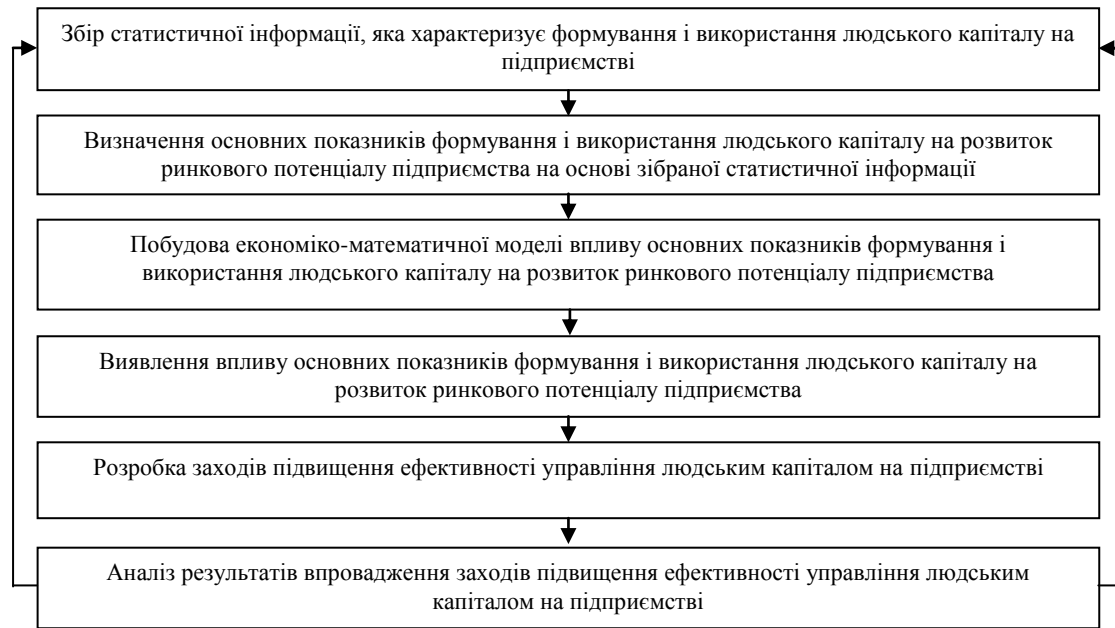 Збір статистичної інформації, яка характеризує формування і використання людського капіталу на
підприємстві
Визначення основних показників формування і використання людського капіталу на розвиток
ринкового потенціалу підприємства на основі зібраної статистичної інформації
Побудова економіко-математичної моделі впливу основних показників формування і
використання людського капіталу на розвиток ринкового потенціалу підприємства
Виявлення впливу основних показників формування і використання людського капіталу на
розвиток ринкового потенціалу підприємства
Розробка заходів підвищення ефективності управління людським капіталом на підприємстві
Аналіз результатів впровадження заходів підвищення ефективності управління людським
капіталом на підприємстві